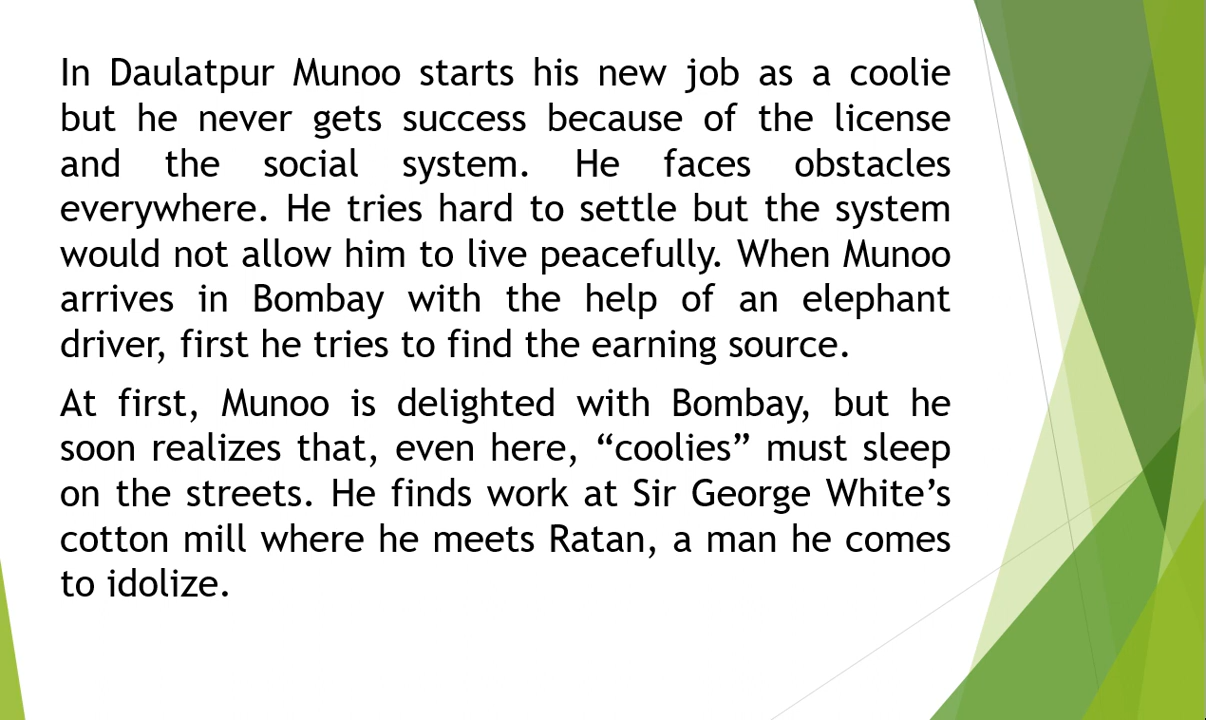 In Daulatpur Munoo starts his new job as a coolie
but he never gets success because of the license
and the social system. He faces obstacles
everywhere. He tries hard to settle but the system
would not allow him to live peacefully. When Munoo
arrives in Bombay with the help of an elephant
driver, first he tries to find the earning source.
At first, Munoo is delighted with Bombay, but he
soon realizes that, even here, “coolies” must sleep
on the streets. He finds work at Sir George White’s
cotton mill where he meets Ratan, a man he comes
to idolize.